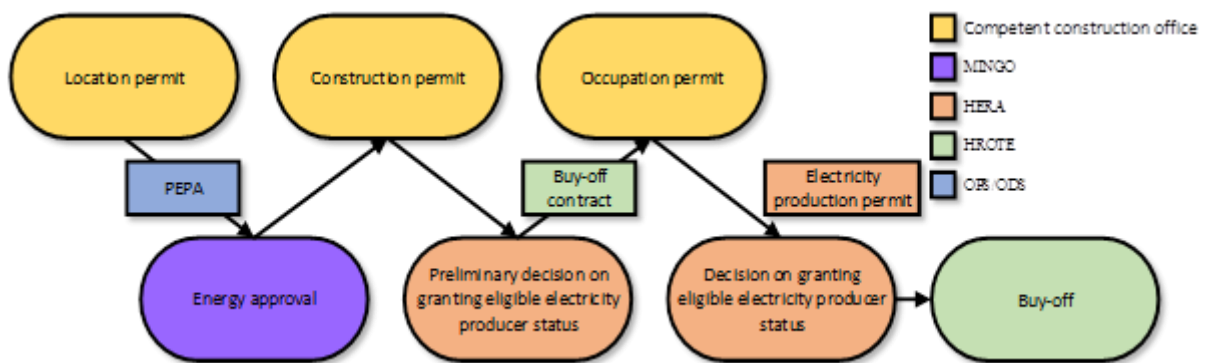 Location permit
Construction permit
Occupation permit
Competent construction office
MINGO
HERA
HROTE
OPS/ODS
PEPA
Buy-off
contract
Electricity
production permit
Energy approval
Preliminary decision on
granting eligible electricity
producer status
Decision on granting
eligible electricity producer
status
Buy-off